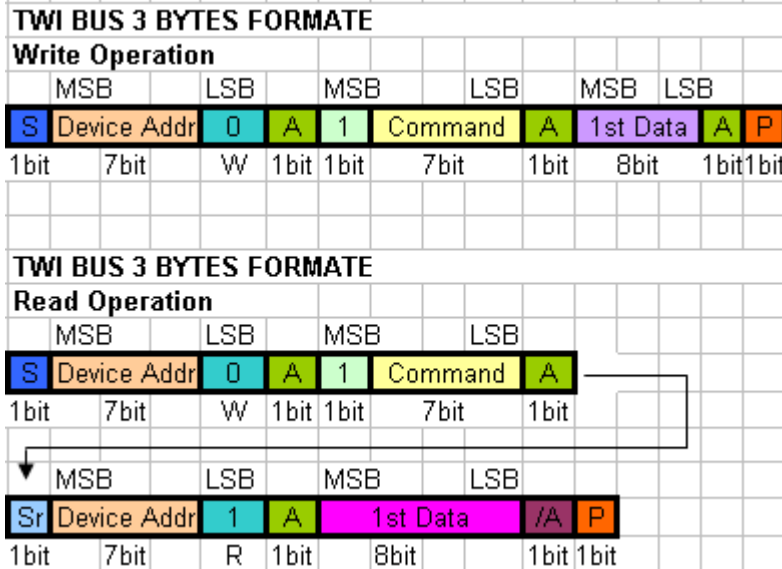 TWI BUS 3 BYTES FORMATE
Write Operation
MSB LSB MSB LSB MSB LSB
S Device Addr 0 A 1 Command A 1st Data A P
1bit 7bit W 1bit 1bit 7bit 1bit 8bit 1bit 1bit
TWI BUS 3 BYTES FORMATE
Read Operation
MSB LSB MSB LSB
S Device Addr 0 A 1 Command A
1bit 7bit W 1bit 1bit 7bit 1bit
MSB LSB MSB LSB
Sr Device Addr 1 A 1st Data /A P
1bit 7bit R 1bit 8bit 1bit 1bit